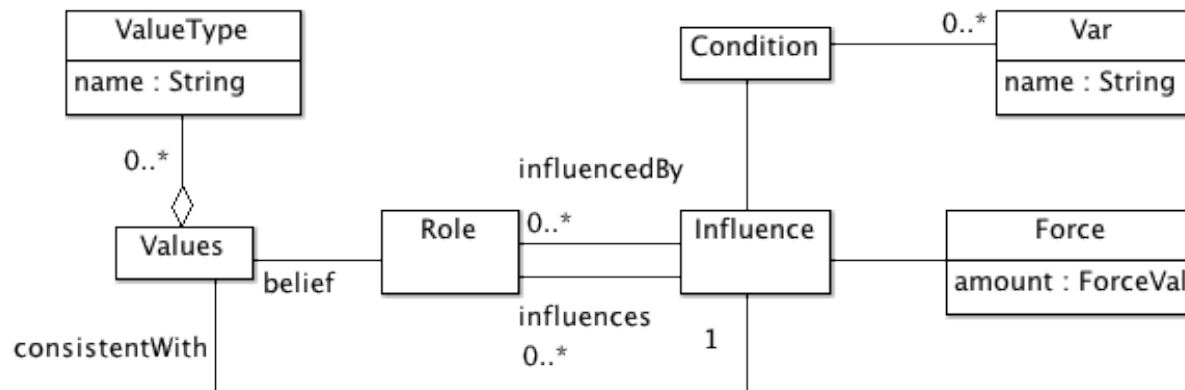 ValueType
name : String
0..*
Values
belief
consistentWith
Role
influencedBy
0..*
influences
0..*
Condition
0..*
Var
name : String
Influence
1
Force
amount : ForceVal